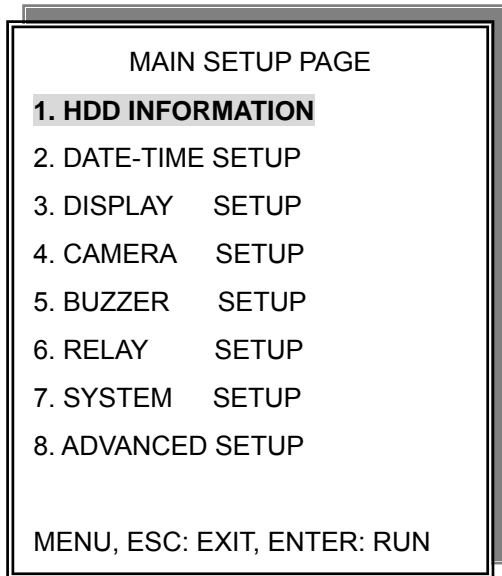 MAIN SETUP PAGE
1. HDD INFORMATION
2. DATE-TIME SETUP
3. DISPLAY SETUP
4. CAMERA SETUP
5. BUZZER SETUP
6. RELAY SETUP
7. SYSTEM SETUP
8. ADVANCED SETUP
MENU, ESC: EXIT, ENTER: RUN